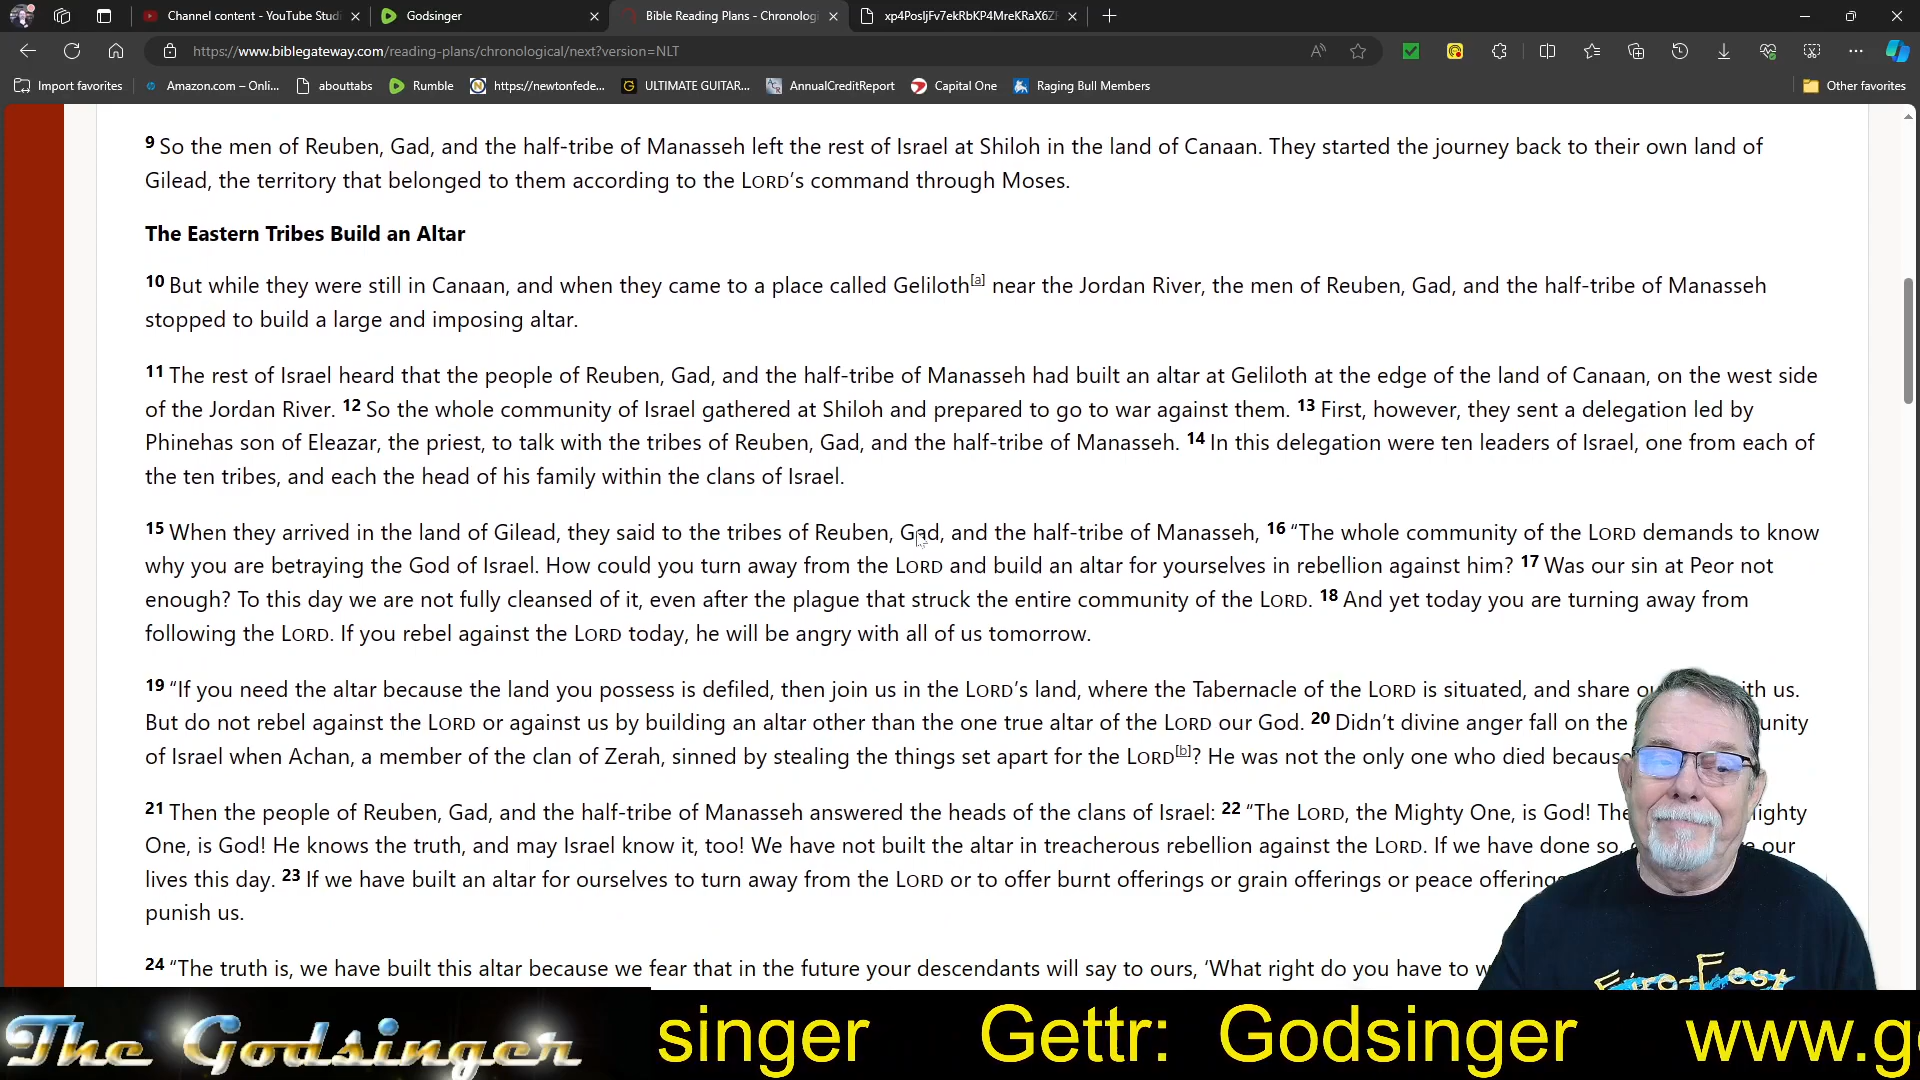 Channel content - YouTube Studi
Godsinger
Bible Reading Plans - Chronologi
xp4PosIjFv7ekRbKP4MreKRaX6Z
https://www.biblegateway.com/reading-plans/chronological/next?version=NLT
Import favorites
Amazon.com – Onli...
abouttabs
Rumble
https://newtonfede...
ULTIMATE GUITAR...
AnnualCreditReport
Capital One
Raging Bull Members
Other favorites
9 So the men of Reuben, Gad, and the half-tribe of Manasseh left the rest of Israel at Shiloh in the land of Canaan. They started the journey back to their own land of
Gilead, the territory that belonged to them according to the LORD’s command through Moses.
The Eastern Tribes Build an Altar
10 But while they were still in Canaan, and when they came to a place called Geliloth[a] near the Jordan River, the men of Reuben, Gad, and the half-tribe of Manasseh
stopped to build a large and imposing altar.
11 The rest of Israel heard that the people of Reuben, Gad, and the half-tribe of Manasseh had built an altar at Geliloth at the edge of the land of Canaan, on the west side
of the Jordan River. 12 So the whole community of Israel gathered at Shiloh and prepared to go to war against them. 13 First, however, they sent a delegation led by
Phinehas son of Eleazar, the priest, to talk with the tribes of Reuben, Gad, and the half-tribe of Manasseh. 14 In this delegation were ten leaders of Israel, one from each of
the ten tribes, and each the head of his family within the clans of Israel.
15 When they arrived in the land of Gilead, they said to the tribes of Reuben, Gad, and the half-tribe of Manasseh, 16 “The whole community of the LORD demands to know
why you are betraying the God of Israel. How could you turn away from the LORD and build an altar for yourselves in rebellion against him? 17 Was our sin at Peor not
enough? To this day we are not fully cleansed of it, even after the plague that struck the entire community of the LORD. 18 And yet today you are turning away from
following the LORD. If you rebel against the LORD today, he will be angry with all of us tomorrow.
19 “If you need the altar because the land you possess is defiled, then join us in the LORD’s land, where the Tabernacle of the LORD is situated, and share with us.
But do not rebel against the LORD or against us by building an altar other than the one true altar of the LORD our God. 20 Didn’t divine anger fall on the unity
of Israel when Achan, a member of the clan of Zerah, sinned by stealing the things set apart for the LORD[b]? He was not the only one who died becaus
21 Then the people of Reuben, Gad, and the half-tribe of Manasseh answered the heads of the clans of Israel: 22 “The LORD, the Mighty One, is God! The Mighty
One, is God! He knows the truth, and may Israel know it, too! We have not built the altar in treacherous rebellion against the LORD. If we have done so, our
lives this day. 23 If we have built an altar for ourselves to turn away from the LORD or to offer burnt offerings or grain offerings or peace offering
punish us.
24 “The truth is, we have built this altar because we fear that in the future your descendants will say to ours, ‘What right do you have to w
Fire-Fest
The Godsinger
singer Gettr: Godsinger www.g